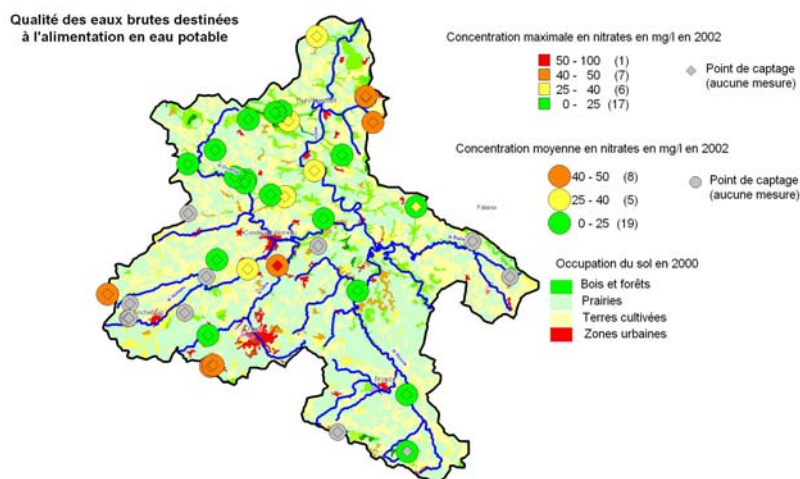 Qualité des eaux brutes destinées
à l'alimentation en eau potable
Concentration maximale en nitrates en mg/l en 2002
50 - 100 (1)
40 - 50 (7)
25 - 40 (6)
0 - 25 (17)
Point de captage
(aucune mesure)
Concentration moyenne en nitrates en mg/l en 2002
40 - 50 (8)
25 - 40 (5)
0 - 25 (19)
Point de captage
(aucune mesure)
Occupation du sol en 2000
Bois et forêts
Prairies
Terres cultivées
Zones urbaines
Falaise